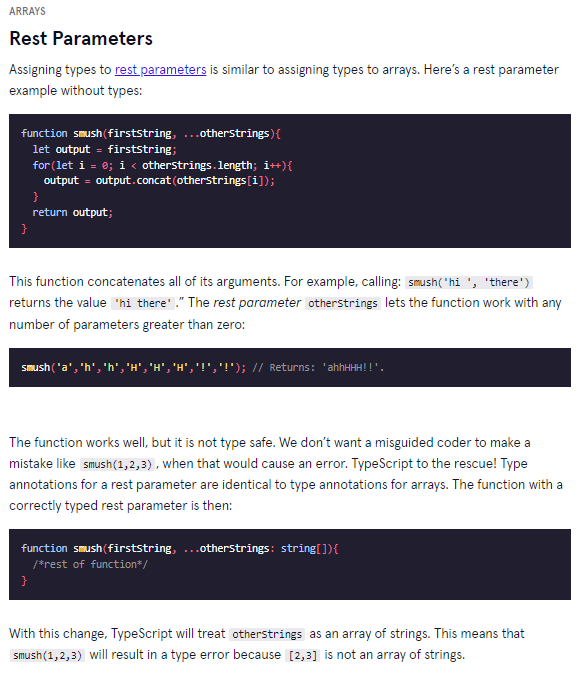 ARRAYS
Rest Parameters
Assigning types to rest parameters is similar to assigning types to arrays. Here’s a rest parameter
example without types:
function smush(firstString, ...otherStrings){
  let output = firstString;
  for(let i = 0; i < otherStrings.length; i++){
    output = output.concat(otherStrings[i]);
  }
  return output;
}
This function concatenates all of its arguments. For example, calling: smush('hi ', 'there')
returns the value 'hi there'.” The rest parameter otherStrings lets the function work with any
number of parameters greater than zero:
smush('a','h','h','H','H','H','!','!'); // Returns: 'ahhHHH!!'.
The function works well, but it is not type safe. We don’t want a misguided coder to make a
mistake like smush(1,2,3), when that would cause an error. TypeScript to the rescue! Type
annotations for a rest parameter are identical to type annotations for arrays. The function with a
correctly typed rest parameter is then:
function smush(firstString, ...otherStrings: string[]){
  /*rest of function*/
}
With this change, TypeScript will treat otherStrings as an array of strings. This means that
smush(1,2,3) will result in a type error because [2,3] is not an array of strings.